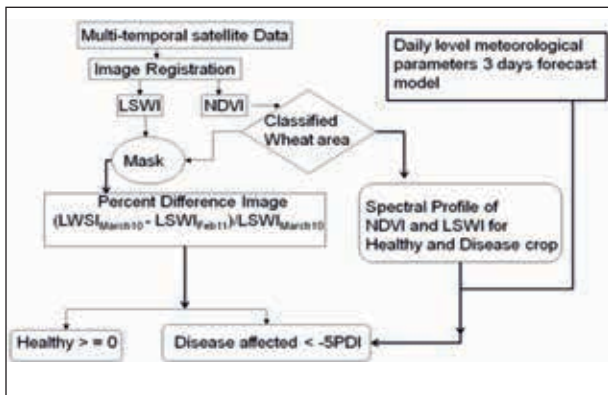 Multi-temporal satellite Data
Image Registration
LSWI
NDVI
Mask
Classified
Wheat area
Daily level meteorological
parameters 3 days forecast
model
Percent Difference Image
(LWSIMarch10 - LSWIFeb11)/LSWIMarch10
Spectral Profile of
NDVI and LSWI for
Healthy and Disease crop
Healthy > = 0
Disease affected < -5PDI